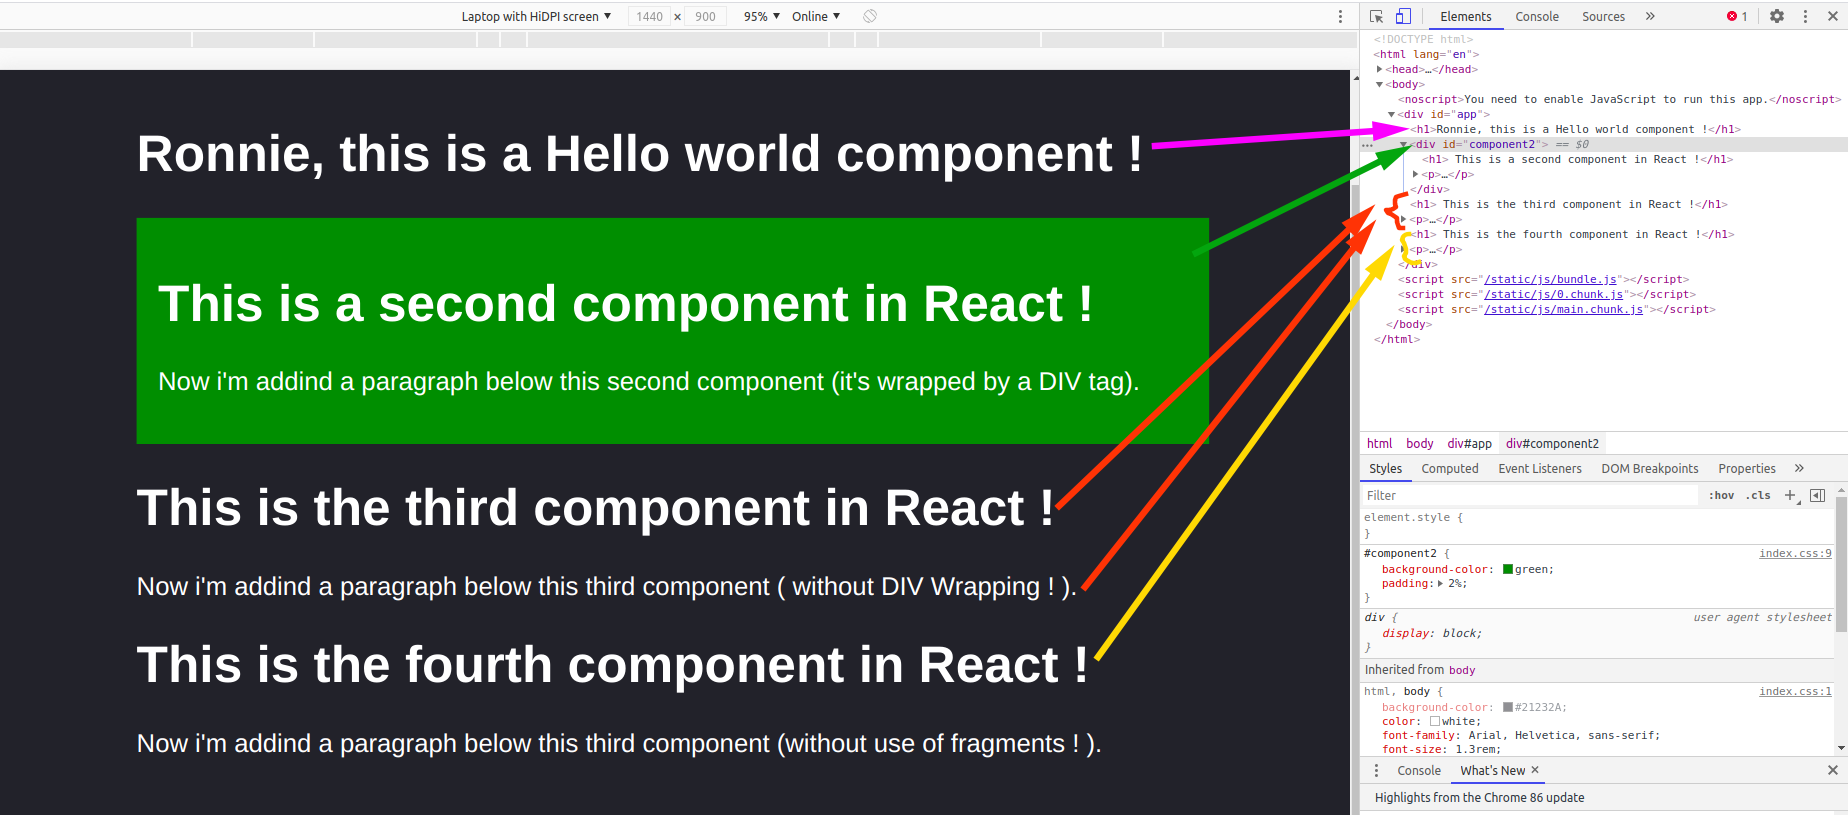 Laptop with HiDPI screen ▼ 1440 × 900 95% ▼ Online ▼
Ronnie, this is a Hello world component !
This is a second component in React !
Now i'm addind a paragraph below this second component (it's wrapped by a DIV tag).
This is the third component in React !
Now i'm addind a paragraph below this third component ( without DIV Wrapping ! ).
This is the fourth component in React !
Now i'm addind a paragraph below this third component (without use of fragments ! ).
Elements Console Sources » 1
<!DOCTYPE html>
<html lang="en">
<head>…</head>
<body>
<noscript>You need to enable JavaScript to run this app.</noscript>
<div id="app">
<h1>Ronnie, this is a Hello world component !</h1>
… <div id="component2"> == $0
<h1> This is a second component in React !</h1>
<p>…</p>
</div>
<h1> This is the third component in React !</h1>
<p>…</p>
<h1> This is the fourth component in React !</h1>
<p>…</p>
</div>
<script src="/static/js/bundle.js"></script>
<script src="/static/js/0.chunk.js"></script>
<script src="/static/js/main.chunk.js"></script>
</body>
</html>
html body div#app div#component2
Styles Computed Event Listeners DOM Breakpoints Properties »
Filter :hov .cls +
element.style {
}
#component2 { index.css:9
background-color: green;
padding: 2%;
}
div { user agent stylesheet
display: block;
}
Inherited from body
html, body { index.css:1
background-color: #21232A;
color: white;
font-family: Arial, Helvetica, sans-serif;
font-size: 1.3rem;
Console What's New ×
Highlights from the Chrome 86 update